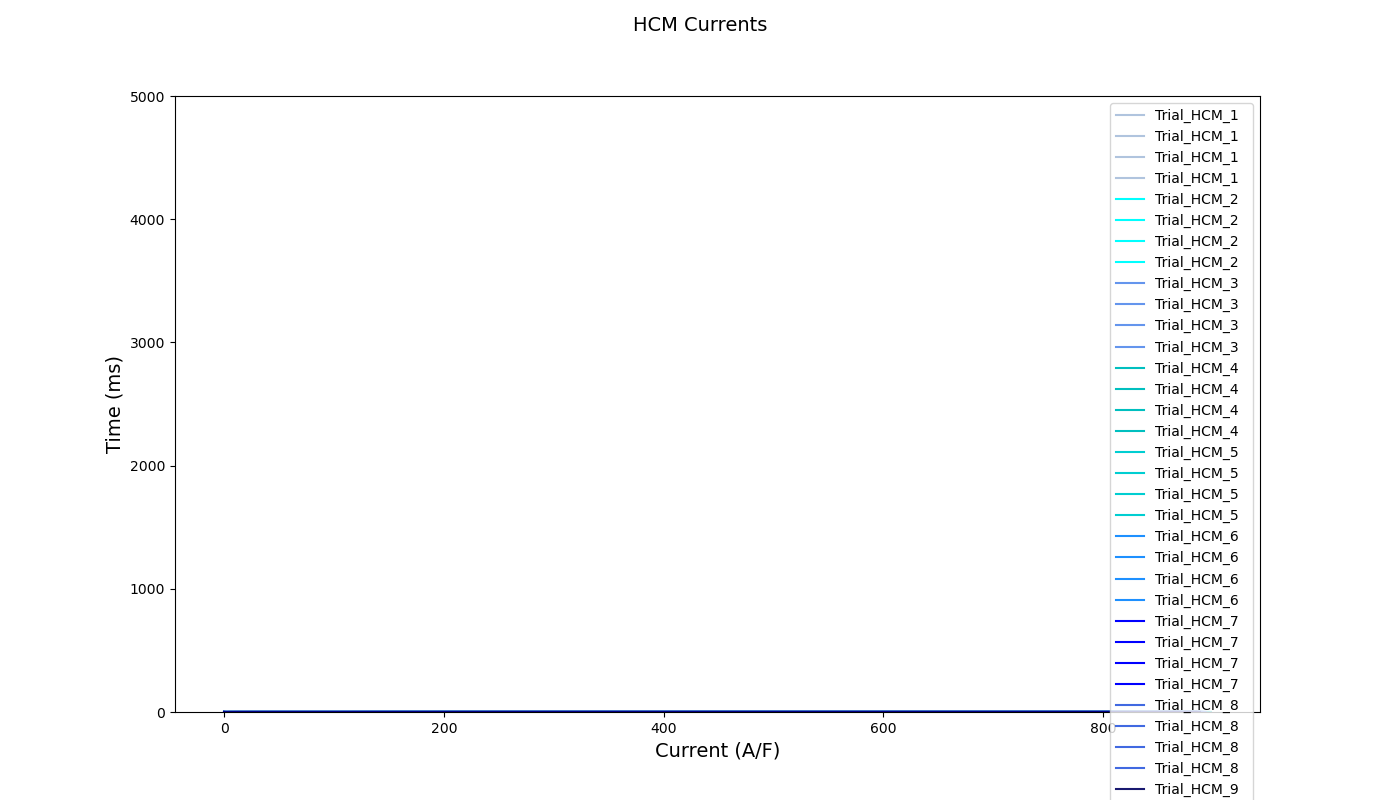 HCM Currents
5000
4000
3000
2000
1000
0
Time (ms)
0 200 400 600 800
Current (A/F)
Trial_HCM_1
Trial_HCM_1
Trial_HCM_1
Trial_HCM_1
Trial_HCM_2
Trial_HCM_2
Trial_HCM_2
Trial_HCM_2
Trial_HCM_3
Trial_HCM_3
Trial_HCM_3
Trial_HCM_3
Trial_HCM_4
Trial_HCM_4
Trial_HCM_4
Trial_HCM_4
Trial_HCM_5
Trial_HCM_5
Trial_HCM_5
Trial_HCM_5
Trial_HCM_6
Trial_HCM_6
Trial_HCM_6
Trial_HCM_6
Trial_HCM_7
Trial_HCM_7
Trial_HCM_7
Trial_HCM_7
Trial_HCM_8
Trial_HCM_8
Trial_HCM_8
Trial_HCM_8
Trial_HCM_9